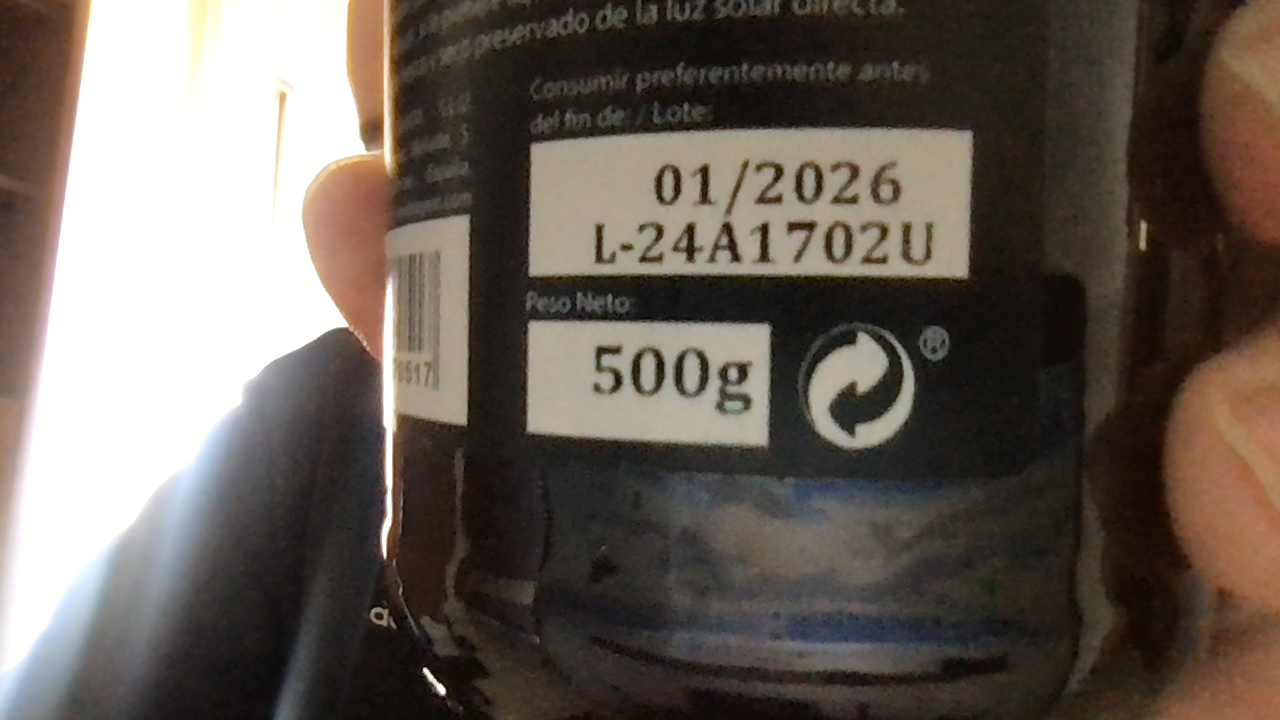 preservado de la luz solar directa.
Consumir preferentemente antes
del fin de: / Lote:
01/2026
L-24A1702U
Peso Neto:
500g
®
70517